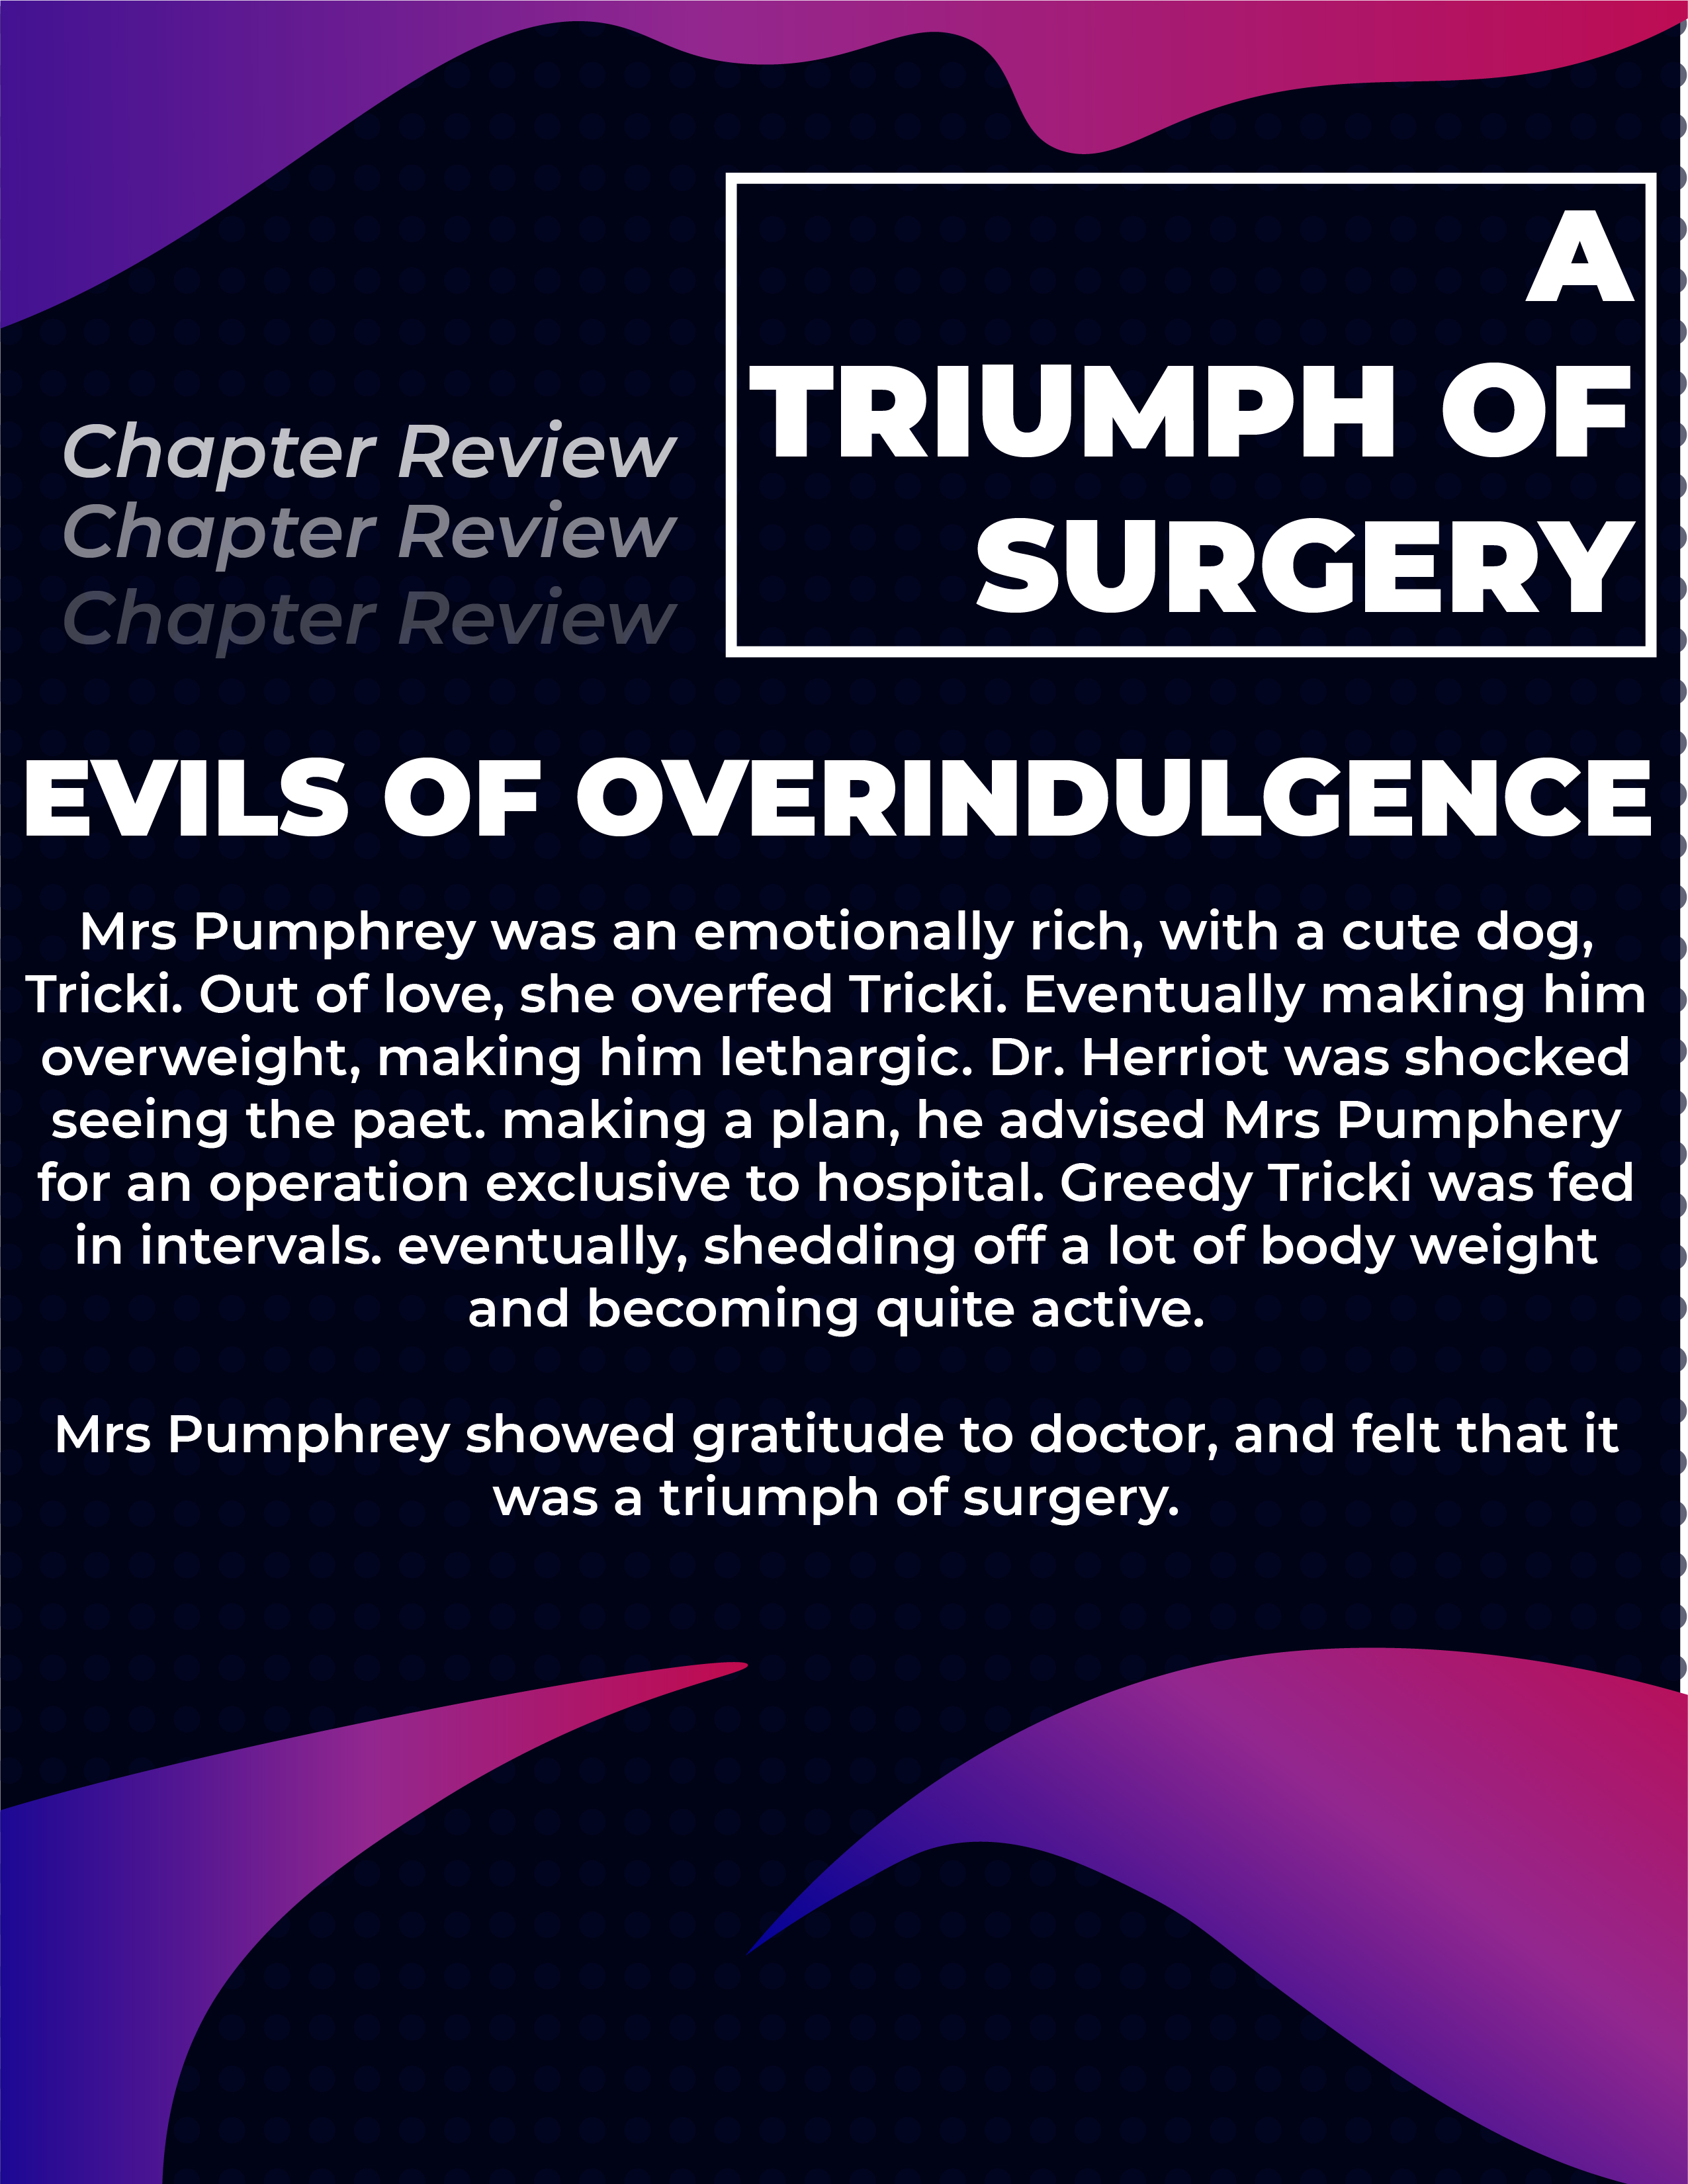 A
TRIUMPH OF
SURGERY
Chapter Review
Chapter Review
Chapter Review
EVILS OF OVERINDULGENCE
Mrs Pumphrey was an emotionally rich, with a cute dog,
Tricki. Out of love, she overfed Tricki. Eventually making him
overweight, making him lethargic. Dr. Herriot was shocked
seeing the paet. making a plan, he advised Mrs Pumphery
for an operation exclusive to hospital. Greedy Tricki was fed
in intervals. eventually, shedding off a lot of body weight
and becoming quite active.
Mrs Pumphrey showed gratitude to doctor, and felt that it
was a triumph of surgery.